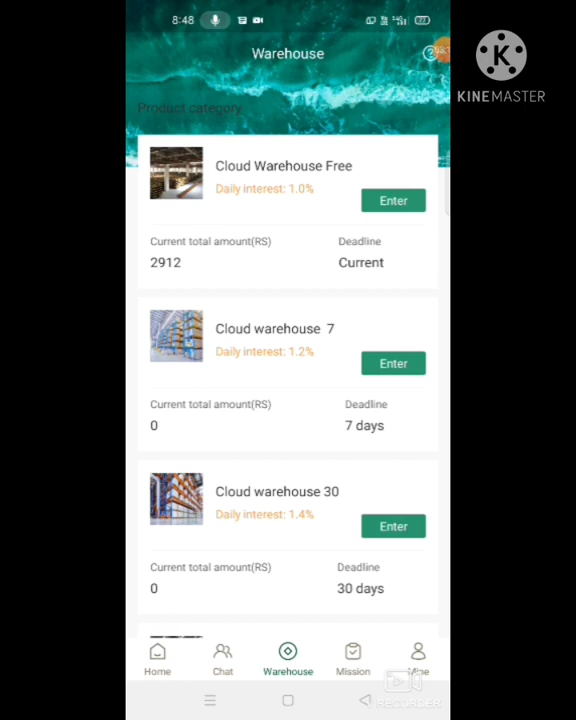 8:48
Warehouse
KINEMASTER
Product category
Cloud Warehouse Free
Daily interest: 1.0%
Enter
Current total amount(RS) Deadline
2912 Current
Cloud warehouse 7
Daily interest: 1.2%
Enter
Current total amount(RS) Deadline
0 7 days
Cloud warehouse 30
Daily interest: 1.4%
Enter
Current total amount(RS) Deadline
0 30 days
Home Chat Warehouse Mission Mine
RECORDER